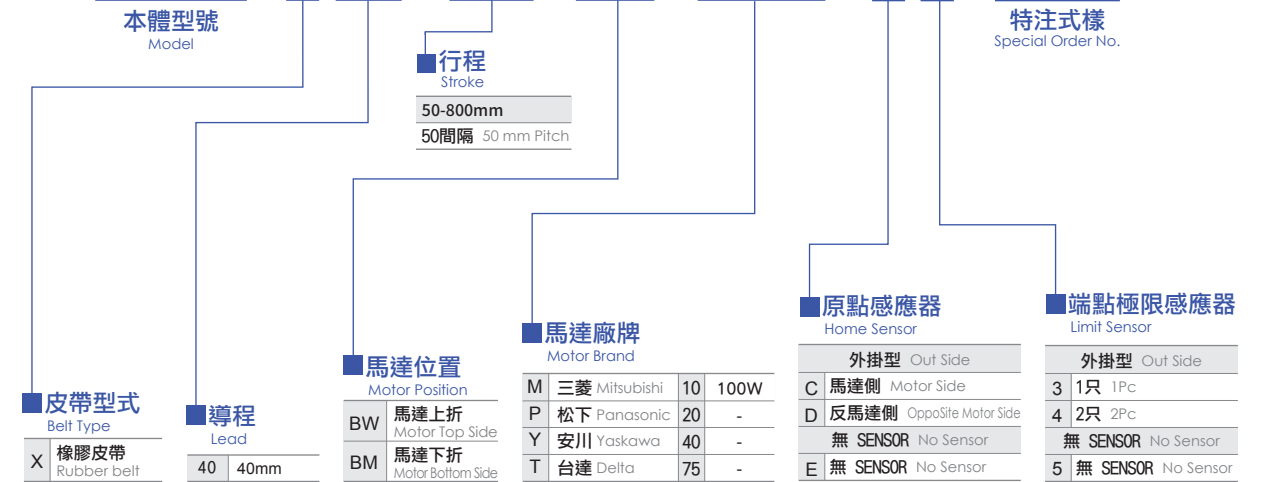 本體型號
Model
特注式樣
Special Order No.
行程
Stroke
50-800mm
50間隔 50 mm Pitch
皮帶型式
Belt Type
X 橡膠皮帶
Rubber belt
導程
Lead
40 40mm
馬達位置
Motor Position
BW 馬達上折
Motor Top Side
BM 馬達下折
Motor Bottom Side
馬達廠牌
Motor Brand
M 三菱 Mitsubishi 10 100W
P 松下 Panasonic 20 -
Y 安川 Yaskawa 40 -
T 台達 Delta 75 -
原點感應器
Home Sensor
外掛型 Out Side
C 馬達側 Motor Side
D 反馬達側 OppoSite Motor Side
無 SENSOR No Sensor
E 無 SENSOR No Sensor
端點極限感應器
Limit Sensor
外掛型 Out Side
3 1只 1Pc
4 2只 2Pc
無 SENSOR No Sensor
5 無 SENSOR No Sensor